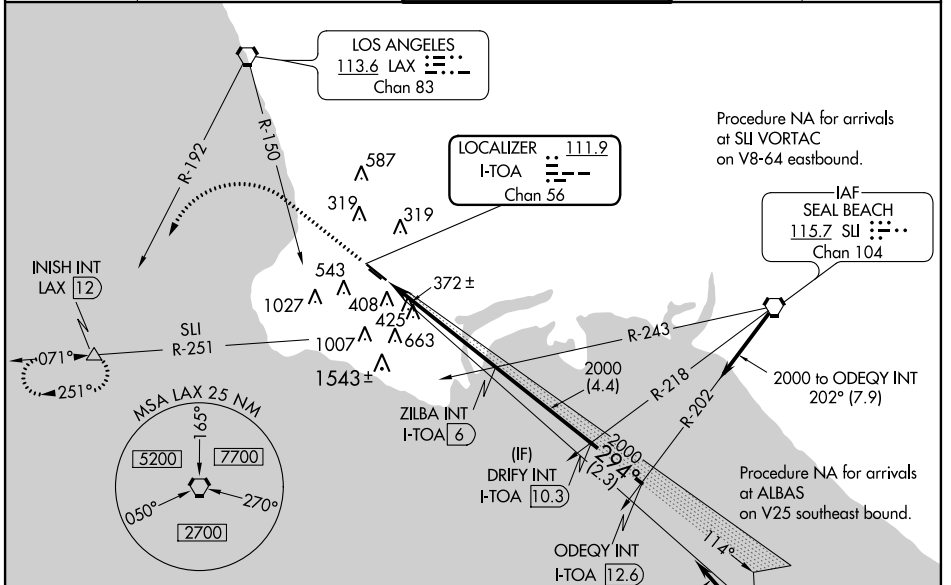 LOS ANGELES
113.6 LAX
Chan 83
R-192
R-150
LOCALIZER 111.9
I-TOA
Chan 56
Procedure NA for arrivals
at SLI VORTAC
on V8-64 eastbound.
IAF
SEAL BEACH
115.7 SLI
Chan 104
587
319
319
INISH INT
LAX 12
543
1027
408
372 ±
425
1007
663
1543 ±
SLI
R-251
071°
251°
R-243
R-218
R-202
2000 to ODEQY INT
202° (7.9)
2000
(4.4)
ZILBA INT
I-TOA 6
(IF)
DRIFY INT
I-TOA 10.3
2000
294°
(2.3)
Procedure NA for arrivals
at ALBAS
on V25 southeast bound.
114°
ODEQY INT
I-TOA 12.6
MSA LAX 25 NM
165°
5200
7700
050°
270°
2700